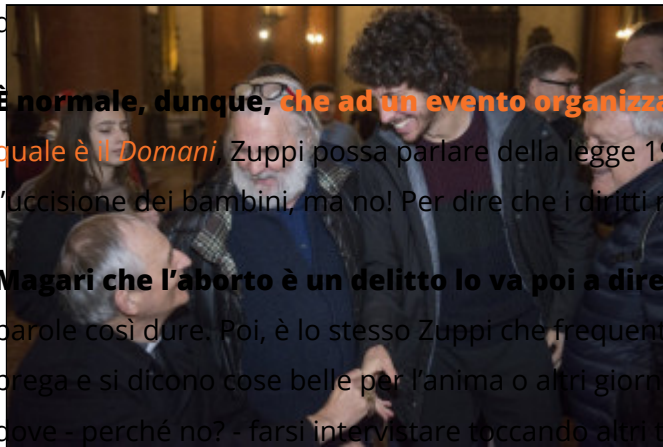 È normale, dunque, che ad un evento organizza
quale è il Domani, Zuppi possa parlare della legge 19
l'uccisione dei bambini, ma no! Per dire che i diritti n
Magari che l'aborto è un delitto lo va poi a dire
parole così dure. Poi, è lo stesso Zuppi che frequen
prega e si dicono cose belle per l'anima o altri giorn
dove - perché no? - farsi intervistare toccando altri t